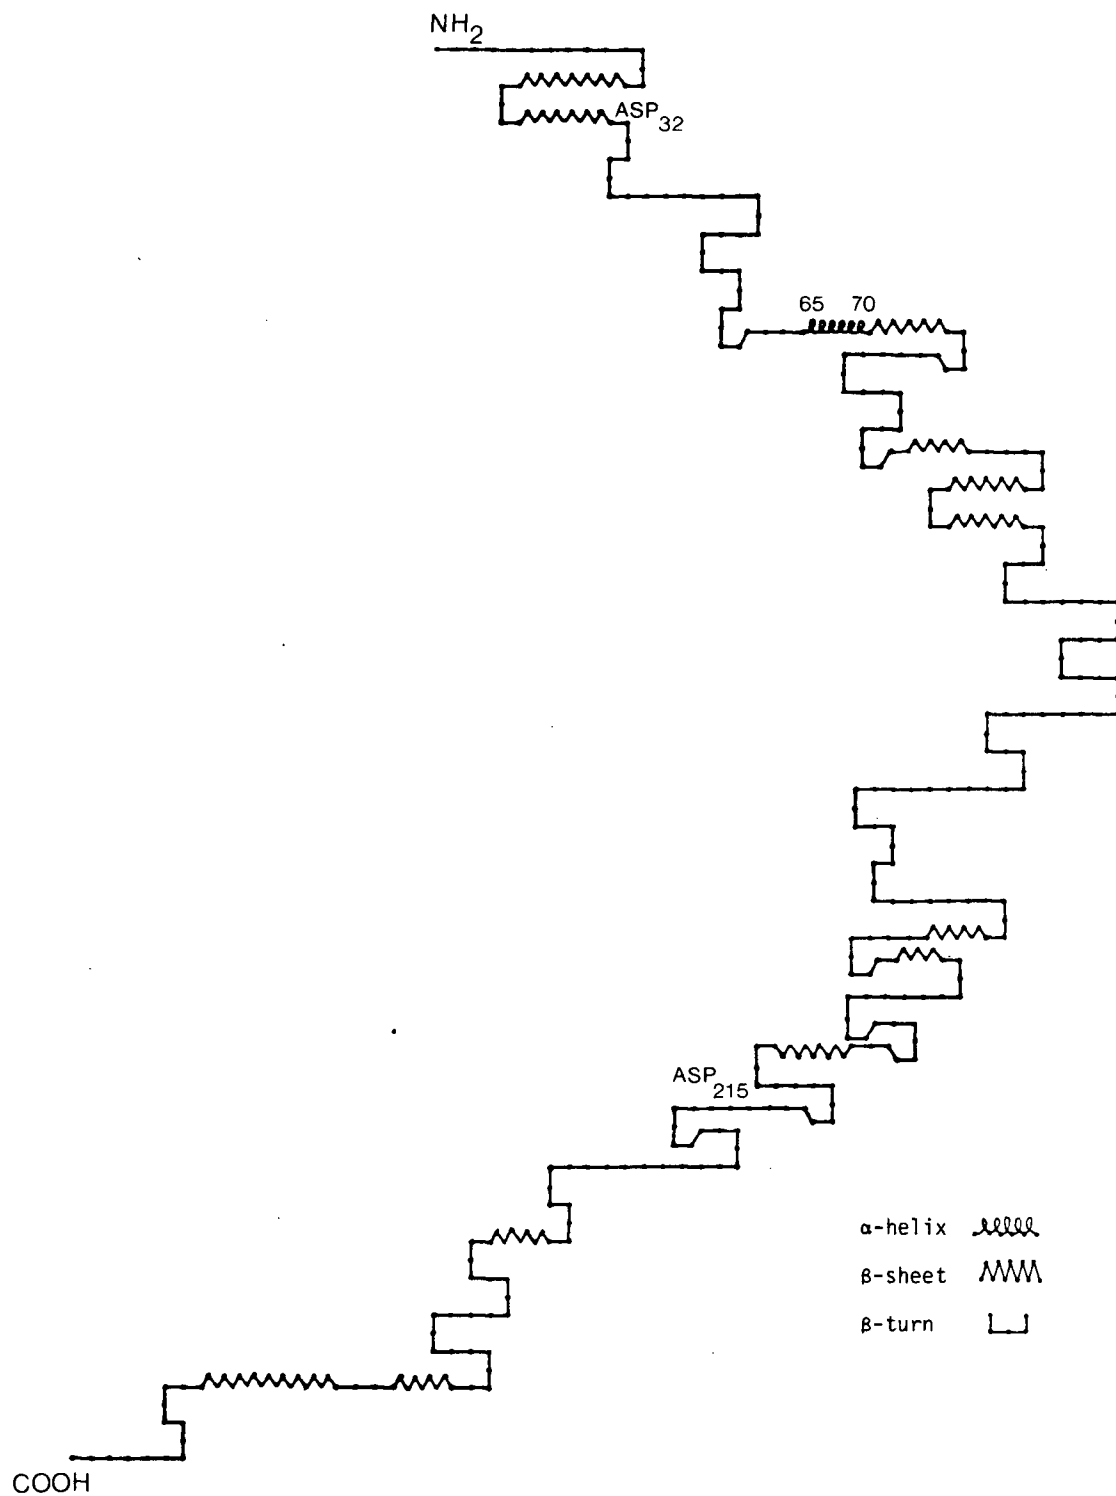 NH2
ASP32
65 70
ASP215
α-helix
β-sheet
β-turn
COOH